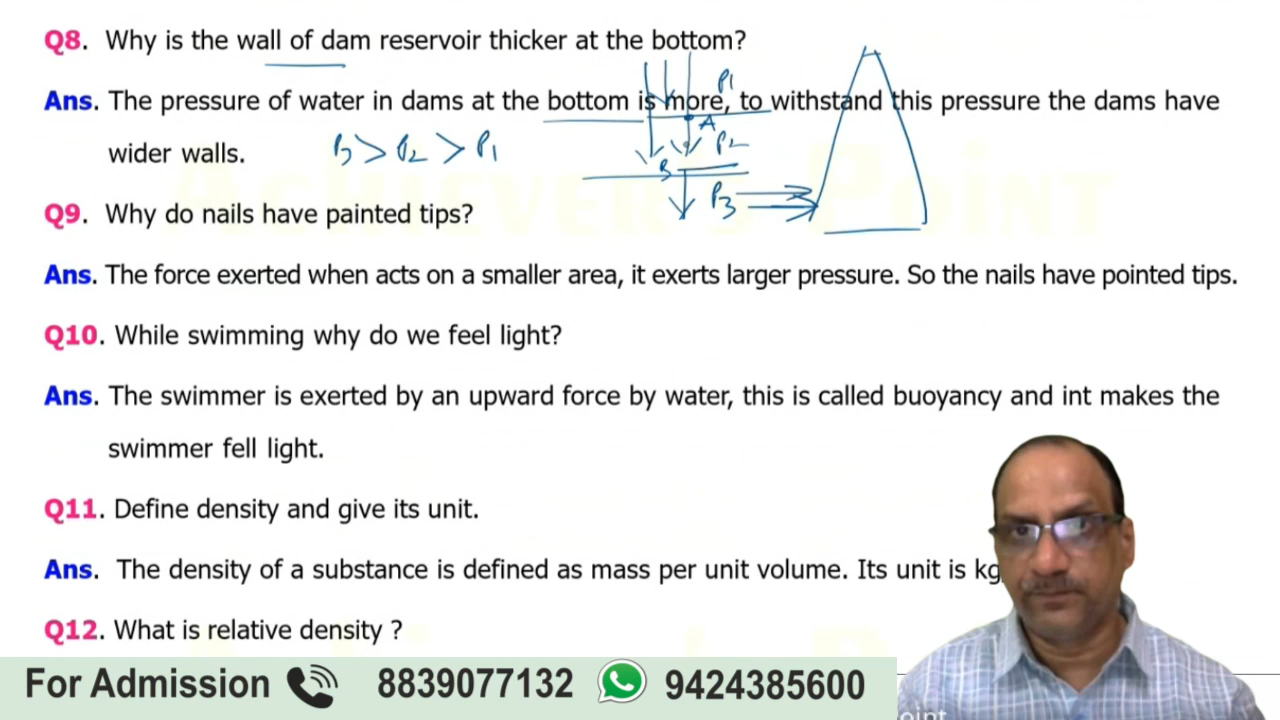 Q8. Why is the wall of dam reservoir thicker at the bottom?
P1
Ans. The pressure of water in dams at the bottom is more, to withstand this pressure the dams have
A
P3 > P2 > P1
P2
wider walls.
B
P3
Q9. Why do nails have painted tips?
Ans. The force exerted when acts on a smaller area, it exerts larger pressure. So the nails have pointed tips.
Q10. While swimming why do we feel light?
Ans. The swimmer is exerted by an upward force by water, this is called buoyancy and int makes the
swimmer fell light.
Q11. Define density and give its unit.
Ans. The density of a substance is defined as mass per unit volume. Its unit is kg
Q12. What is relative density ?
For Admission 8839077132 9424385600
oint
Achiever's Point